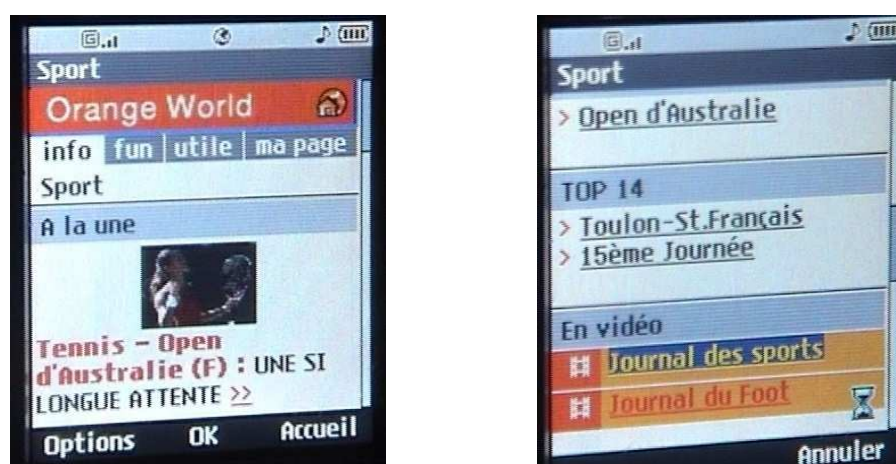 Sport
Orange World
info fun utile ma page
Sport
A la une
Tennis - Open
d'Australie (F) : UNE SI
LONGUE ATTENTE >>
Options OK Accueil
Sport
> Open d'Australie
TOP 14
> Toulon-St.Français
> 15ème Journée
En vidéo
Journal des sports
Journal du Foot
Annuler